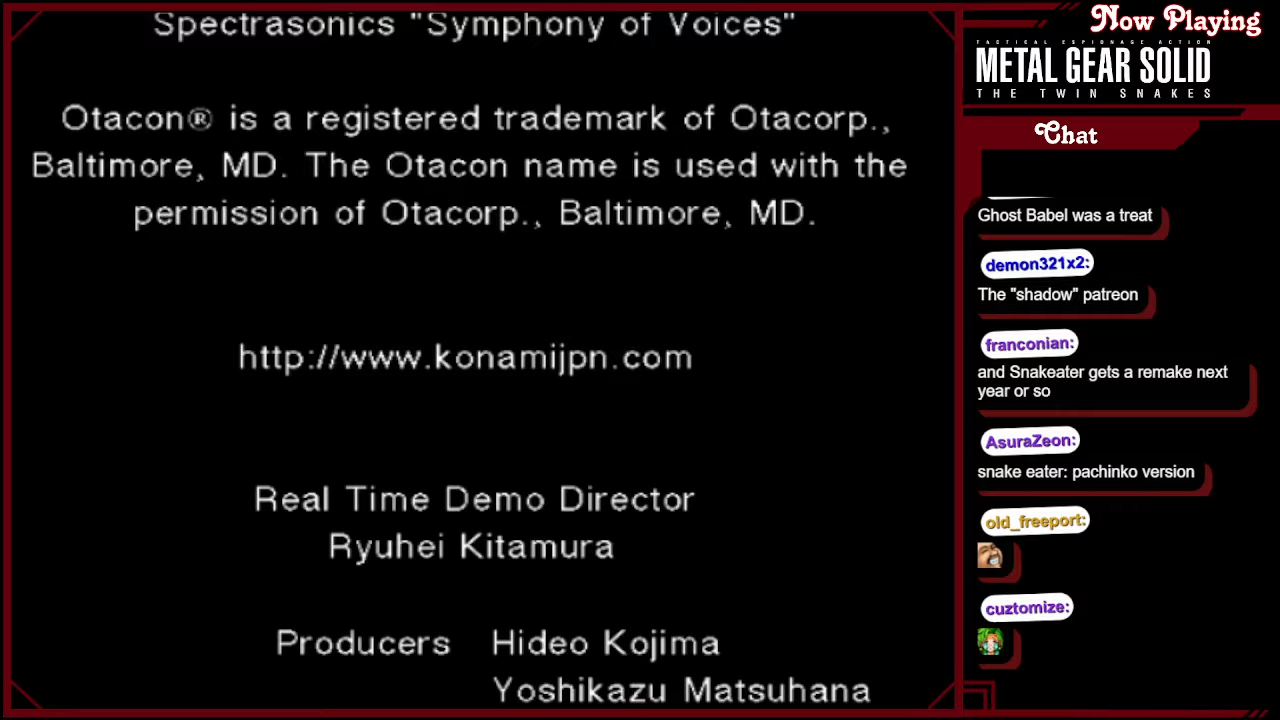 Spectrasonics "Symphony of Voices"
Otacon® is a registered trademark of Otacorp.,
Baltimore, MD. The Otacon name is used with the
permission of Otacorp., Baltimore, MD.
http://www.konamijpn.com
Real Time Demo Director
Ryuhei Kitamura
Producers Hideo Kojima
Yoshikazu Matsuhana
Now Playing
TACTICAL ESPIONAGE ACTION
METAL GEAR SOLID
THE TWIN SNAKES
Chat
Ghost Babel was a treat
demon321x2:
The "shadow" patreon
franconian:
and Snakeater gets a remake next
year or so
AsuraZeon:
snake eater: pachinko version
old_freeport:
cuztomize: